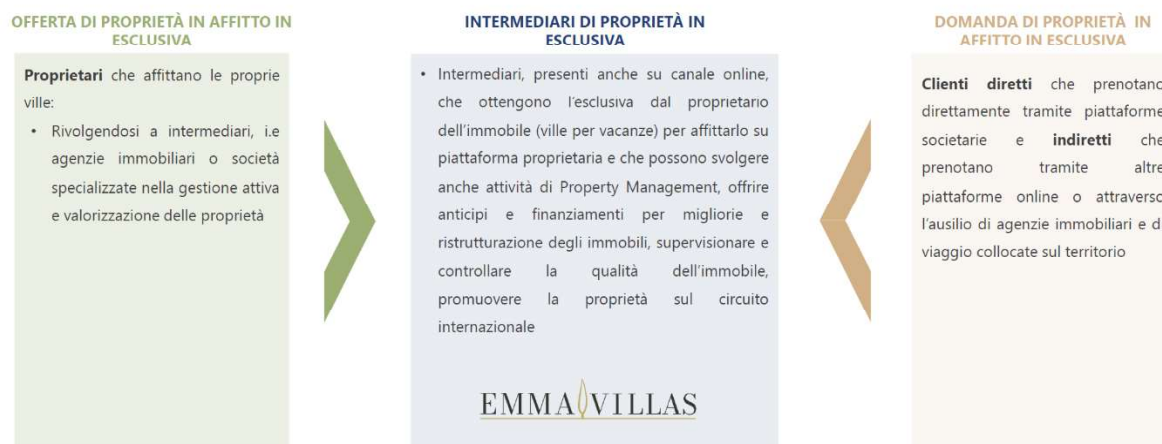 OFFERTA DI PROPRIETÀ IN AFFITTO IN
ESCLUSIVA
Proprietari che affittano le proprie
ville:
• Rivolgendosi a intermediari, i.e
agenzie immobiliari o società
specializzate nella gestione attiva
e valorizzazione delle proprietà
INTERMEDIARI DI PROPRIETÀ IN
ESCLUSIVA
• Intermediari, presenti anche su canale online,
che ottengono l'esclusiva dal proprietario
dell'immobile (ville per vacanze) per affittarlo su
piattaforma proprietaria e che possono svolgere
anche attività di Property Management, offrire
anticipi e finanziamenti per migliorie e
ristrutturazione degli immobili, supervisionare e
controllare la qualità dell'immobile,
promuovere la proprietà sul circuito
internazionale
EMMA VILLAS
DOMANDA DI PROPRIETÀ IN
AFFITTO IN ESCLUSIVA
Clienti diretti che prenotano
direttamente tramite piattaforme
societarie e indiretti che
prenotano tramite altre
piattaforme online o attraverso
l'ausilio di agenzie immobiliari e di
viaggio collocate sul territorio